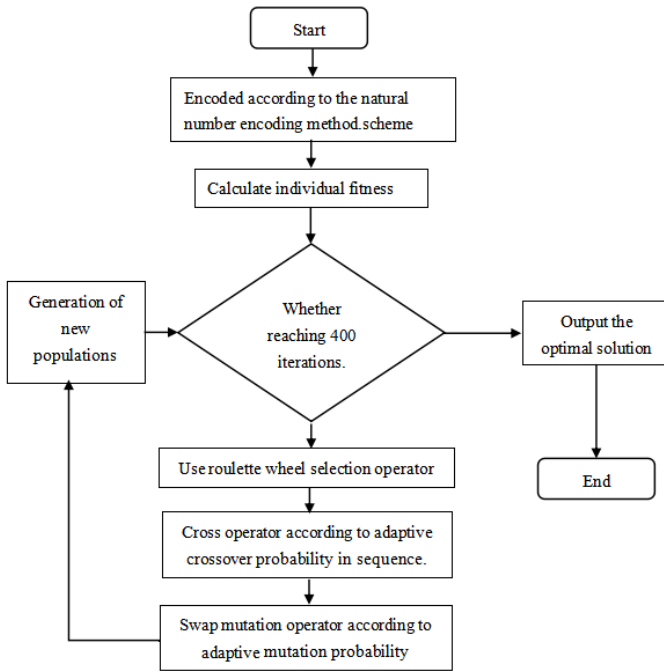 Start
Encoded according to the natural
number encoding method.scheme
Calculate individual fitness
Generation of
new
populations
Whether
reaching 400
iterations.
Output the
optimal solution
Use roulette wheel selection operator
End
Cross operator according to adaptive
crossover probability in sequence.
Swap mutation operator according to
adaptive mutation probability